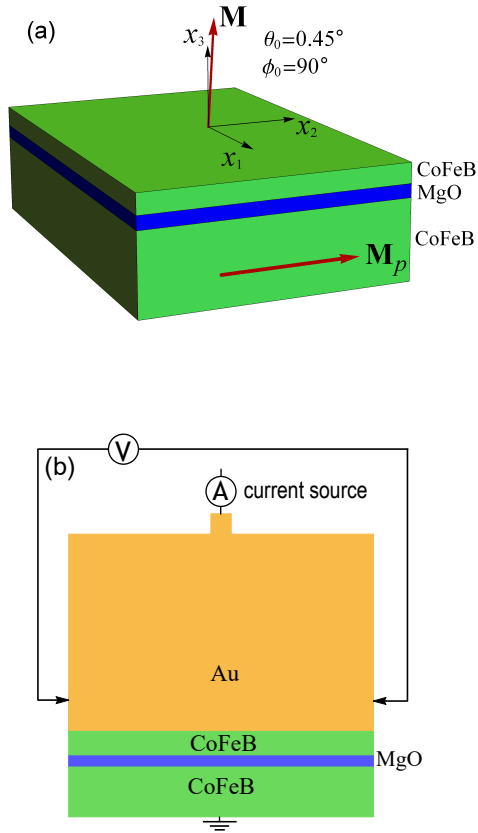 (a)
M
x3
θ0=0.45°
ϕ0=90°
x2
x1
CoFeB
MgO
CoFeB
Mp
(b)
V
A current source
Au
CoFeB
MgO
CoFeB